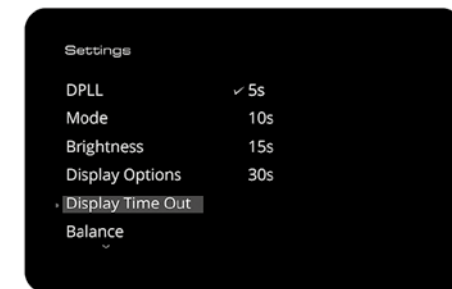 Settings
DPLL ✓ 5s
Mode 10s
Brightness 15s
Display Options 30s
Display Time Out
Balance